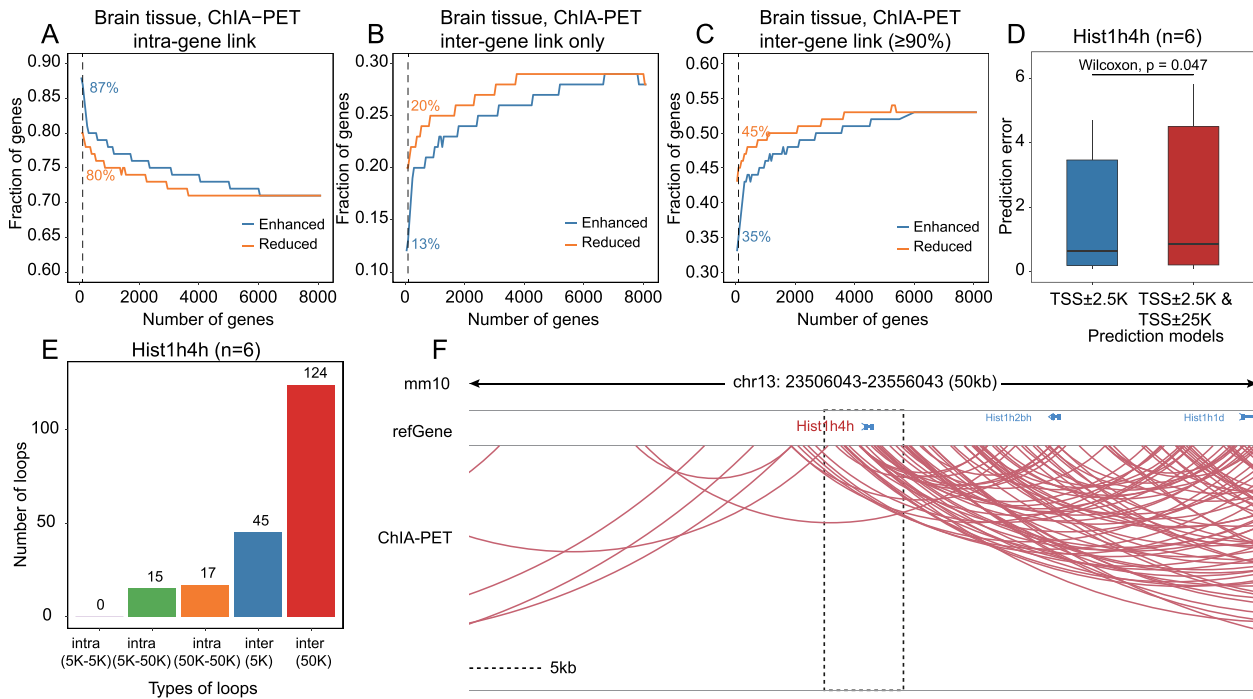 A
Brain tissue, ChIA−PET
intra-gene link
Fraction of genes
0.90
0.85
0.80
0.75
0.70
0.65
0.60
87%
80%
Enhanced
Reduced
0
2000
4000
6000
8000
Number of genes
B
Brain tissue, ChIA-PET
inter-gene link only
Fraction of genes
0.30
0.25
0.20
0.15
0.10
20%
13%
Enhanced
Reduced
0
2000
4000
6000
8000
Number of genes
C
Brain tissue, ChIA-PET
inter-gene link (≥90%)
Fraction of genes
0.60
0.50
0.40
0.30
45%
35%
Enhanced
Reduced
0
2000
4000
6000
8000
Number of genes
D
Hist1h4h (n=6)
Wilcoxon, p = 0.047
Prediction error
6
4
2
0
TSS±2.5K
TSS±2.5K &
TSS±25K
Prediction models
E
Hist1h4h (n=6)
Number of loops
100
50
0
0
15
17
45
124
intra
(5K-5K)
intra
(5K-50K)
intra
(50K-50K)
inter
(5K)
inter
(50K)
Types of loops
F
mm10
chr13: 23506043-23556043 (50kb)
refGene
Hist1h4h
Hist1h2bh
Hist1h1d
ChIA-PET
5kb